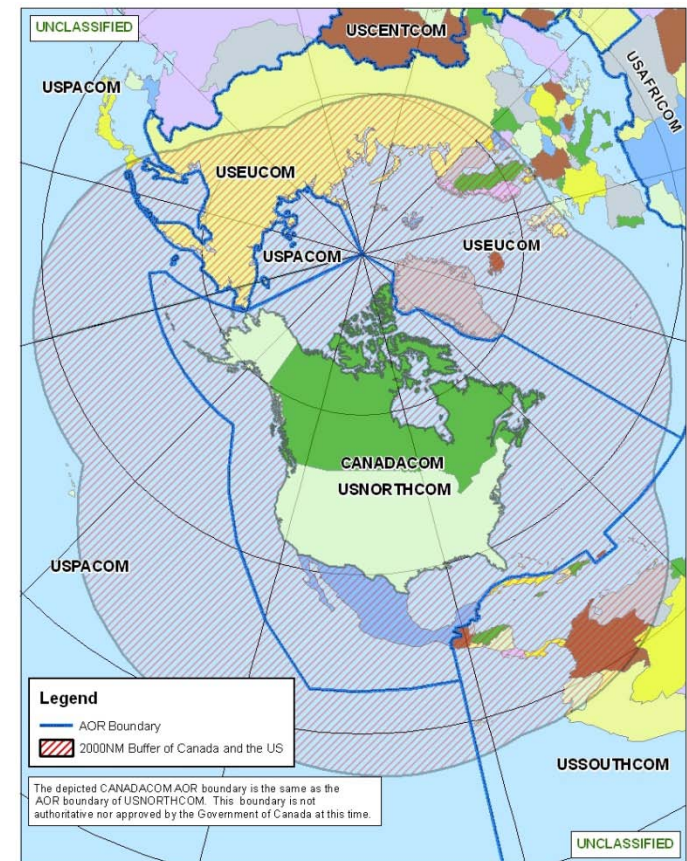 UNCLASSIFIED
USCENTCOM
USPACOM
USAFRICOM
USEUCOM
USEUCOM
USPACOM
CANADACOM
USNORTHCOM
USPACOM
Legend
AOR Boundary
2000NM Buffer of Canada and the US
USSOUTHCOM
The depicted CANADACOM AOR boundary is the same as the
AOR boundary of USNORTHCOM. This boundary is not
authoritative nor approved by the Government of Canada at this time.
UNCLASSIFIED